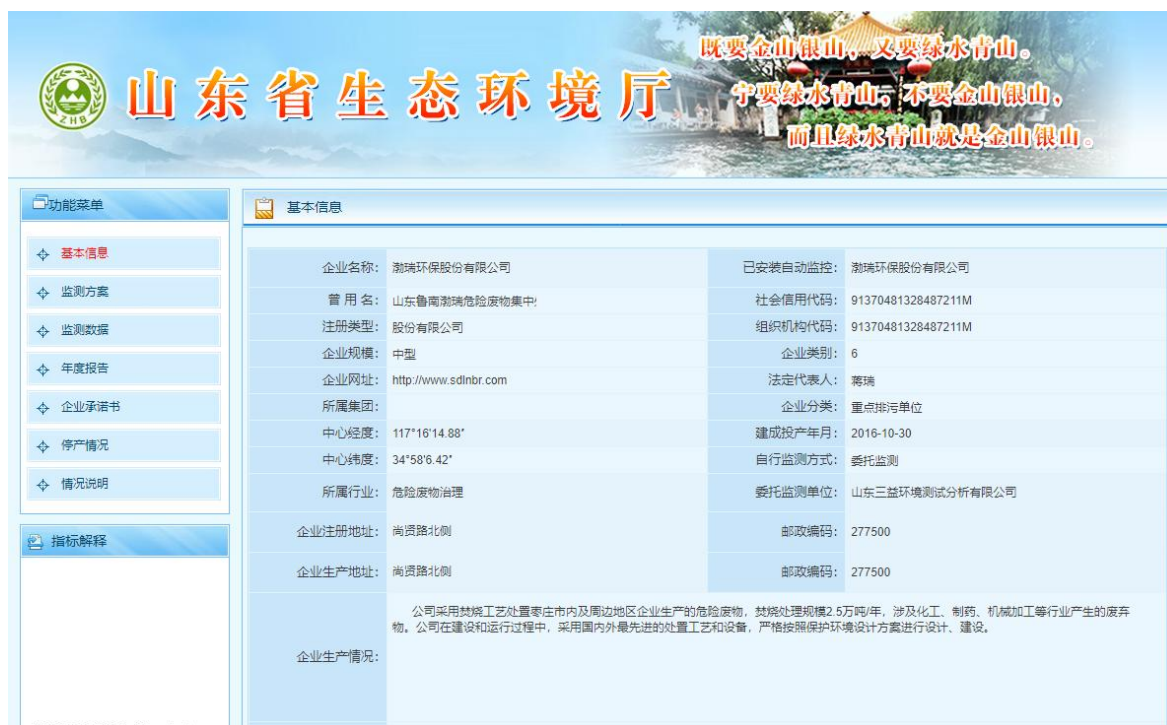 既要金山银山，又要绿水青山。
宁要绿水青山，不要金山银山，
而且绿水青山就是金山银山。
ZHB
山东省生态环境厅
功能菜单
基本信息
监测方案
监测数据
年度报告
企业承诺书
停产情况
情况说明
指标解释
基本信息
企业名称： 渤瑞环保股份有限公司 已安装自动监控： 渤瑞环保股份有限公司
曾 用 名： 山东鲁南渤瑞危险废物集中 社会信用代码： 91370481328487211M
注册类型： 股份有限公司 组织机构代码： 91370481328487211M
企业规模： 中型 企业类别： 6
企业网址： http://www.sdlnbr.com 法定代表人： 蒋瑞
所属集团： 企业分类： 重点排污单位
中心经度： 117°16'14.88" 建成投产年月： 2016-10-30
中心纬度： 34°58'6.42" 自行监测方式： 委托监测
所属行业： 危险废物治理 委托监测单位： 山东三益环境测试分析有限公司
企业注册地址： 尚贤路北侧 邮政编码： 277500
企业生产地址： 尚贤路北侧 邮政编码： 277500
企业生产情况：
公司采用焚烧工艺处置枣庄市内及周边地区企业生产的危险废物，焚烧处理规模2.5万吨/年，涉及化工、制药、机械加工等行业产生的废弃
物。公司在建设和运行过程中，采用国内外最先进的处置工艺和设备，严格按照保护环境设计方案进行设计、建设。